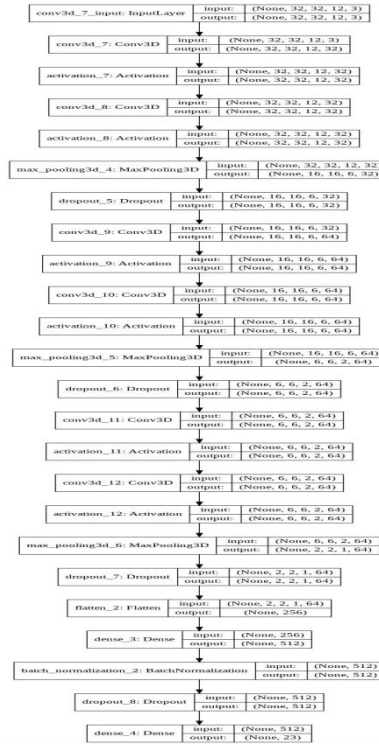 conv3d_7_input: InputLayer input: (None, 32, 32, 12, 3)
output: (None, 32, 32, 12, 3)
conv3d_7: Conv3D input: (None, 32, 32, 12, 3)
output: (None, 32, 32, 12, 32)
activation_7: Activation input: (None, 32, 32, 12, 32)
output: (None, 32, 32, 12, 32)
conv3d_8: Conv3D input: (None, 32, 32, 12, 32)
output: (None, 32, 32, 12, 32)
activation_8: Activation input: (None, 32, 32, 12, 32)
output: (None, 32, 32, 12, 32)
max_pooling3d_4: MaxPooling3D input: (None, 32, 32, 12, 32)
output: (None, 16, 16, 6, 32)
dropout_5: Dropout input: (None, 16, 16, 6, 32)
output: (None, 16, 16, 6, 32)
conv3d_9: Conv3D input: (None, 16, 16, 6, 32)
output: (None, 16, 16, 6, 64)
activation_9: Activation input: (None, 16, 16, 6, 64)
output: (None, 16, 16, 6, 64)
conv3d_10: Conv3D input: (None, 16, 16, 6, 64)
output: (None, 16, 16, 6, 64)
activation_10: Activation input: (None, 16, 16, 6, 64)
output: (None, 16, 16, 6, 64)
max_pooling3d_5: MaxPooling3D input: (None, 16, 16, 6, 64)
output: (None, 6, 6, 2, 64)
dropout_6: Dropout input: (None, 6, 6, 2, 64)
output: (None, 6, 6, 2, 64)
conv3d_11: Conv3D input: (None, 6, 6, 2, 64)
output: (None, 6, 6, 2, 64)
activation_11: Activation input: (None, 6, 6, 2, 64)
output: (None, 6, 6, 2, 64)
conv3d_12: Conv3D input: (None, 6, 6, 2, 64)
output: (None, 6, 6, 2, 64)
activation_12: Activation input: (None, 6, 6, 2, 64)
output: (None, 6, 6, 2, 64)
max_pooling3d_6: MaxPooling3D input: (None, 6, 6, 2, 64)
output: (None, 2, 2, 1, 64)
dropout_7: Dropout input: (None, 2, 2, 1, 64)
output: (None, 2, 2, 1, 64)
flatten_2: Flatten input: (None, 2, 2, 1, 64)
output: (None, 256)
dense_3: Dense input: (None, 256)
output: (None, 512)
batch_normalization_2: BatchNormalization input: (None, 512)
output: (None, 512)
dropout_8: Dropout input: (None, 512)
output: (None, 512)
dense_4: Dense input: (None, 512)
output: (None, 23)